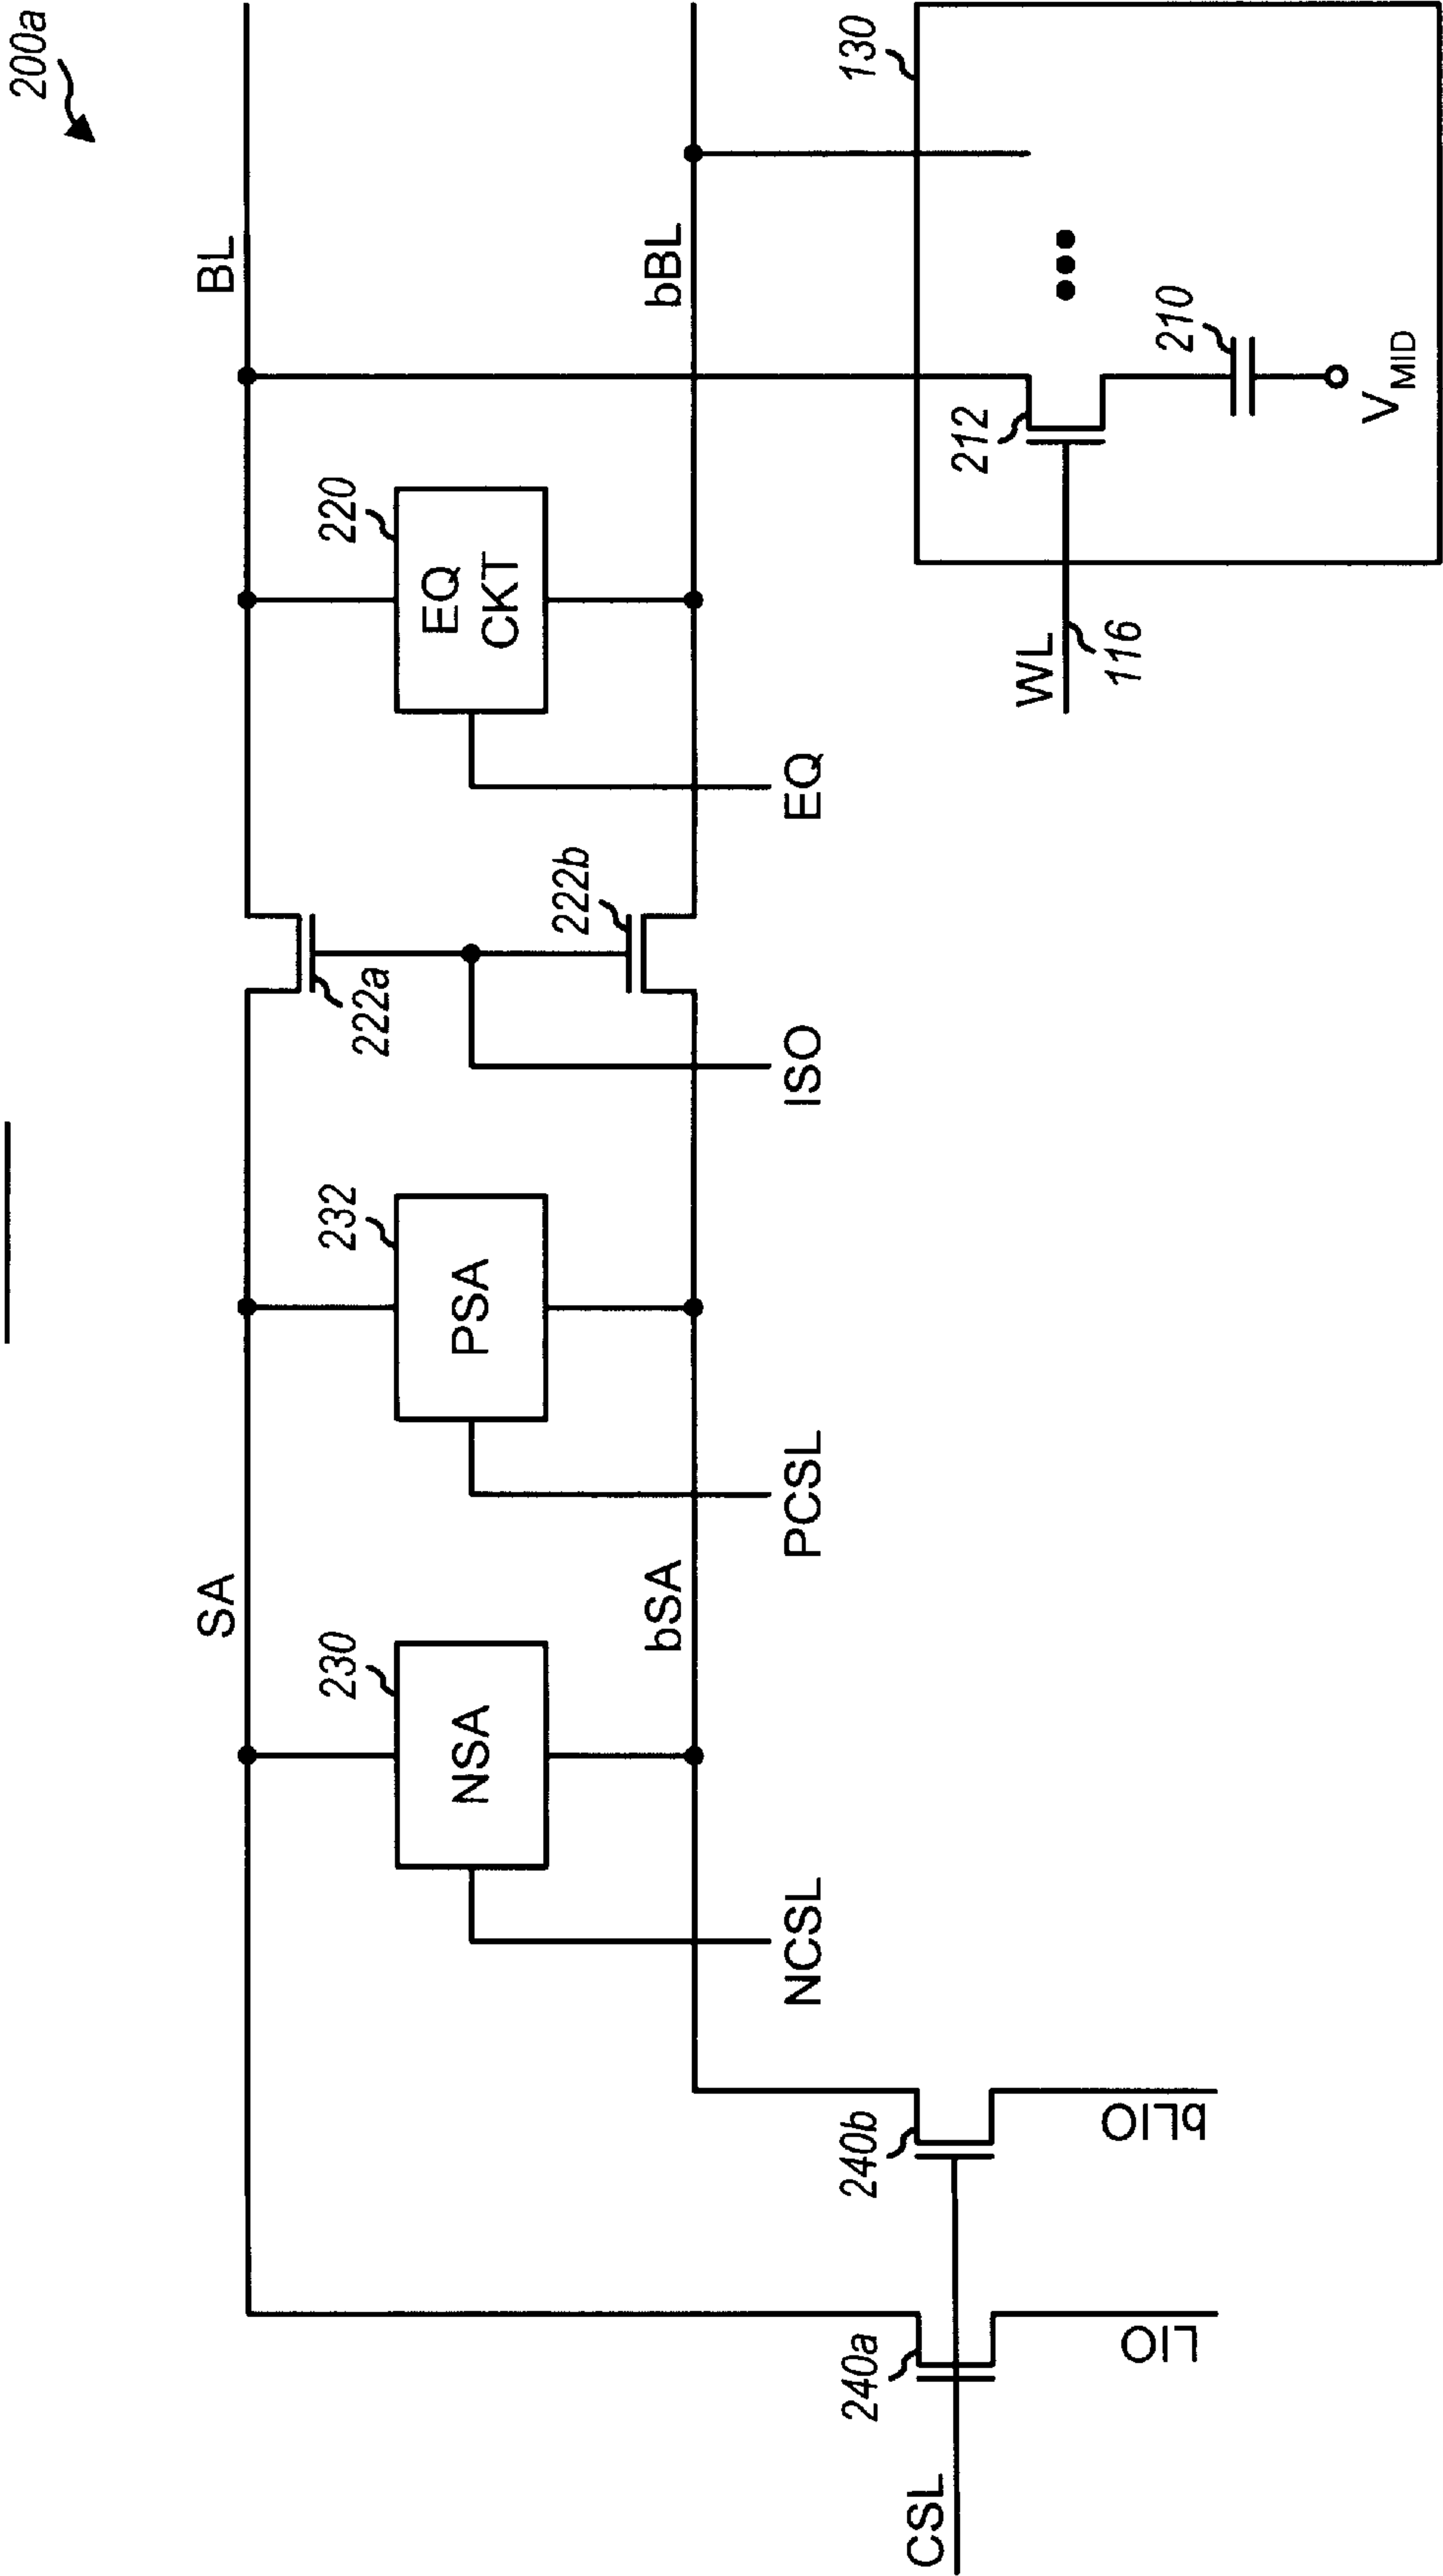 200a
BL
SA
220
232
230
EQ
CKT
PSA
NSA
222a
222b
bBL
bSA
EQ
ISO
PCSL
NCSL
130
212
210
V MID
WL
116
240b
240a
CSL
bLIO
LIO